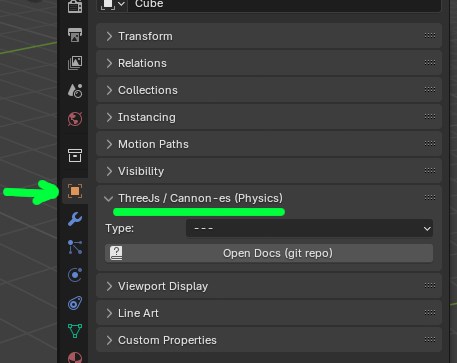 Cube
Transform
Relations
Collections
Instancing
Motion Paths
Visibility
ThreeJs / Cannon-es (Physics)
Type: ---
Open Docs (git repo)
Viewport Display
Line Art
Custom Properties